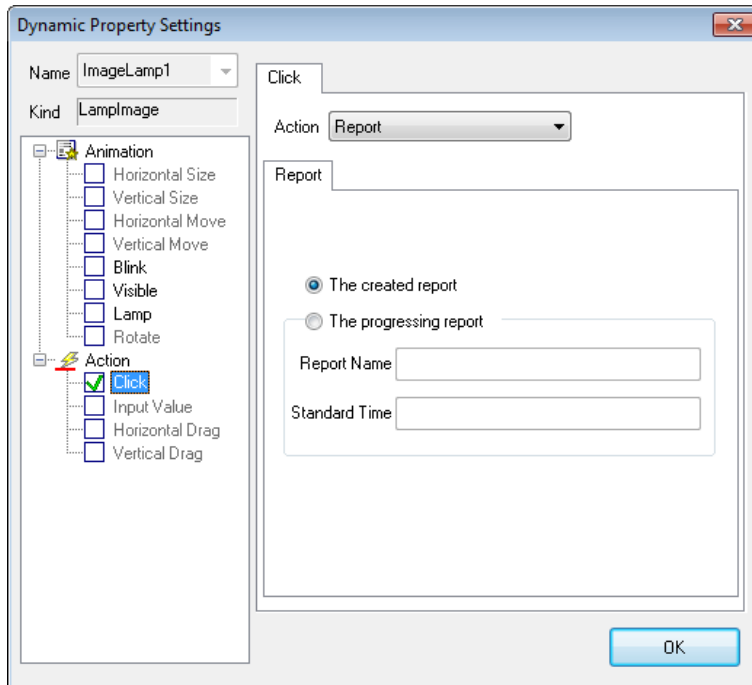 Dynamic Property Settings
Name ImageLamp1
Kind LampImage
Animation
Horizontal Size
Vertical Size
Horizontal Move
Vertical Move
Blink
Visible
Lamp
Rotate
Action
Click
Input Value
Horizontal Drag
Vertical Drag
Click
Action Report
Report
The created report
The progressing report
Report Name
Standard Time
OK